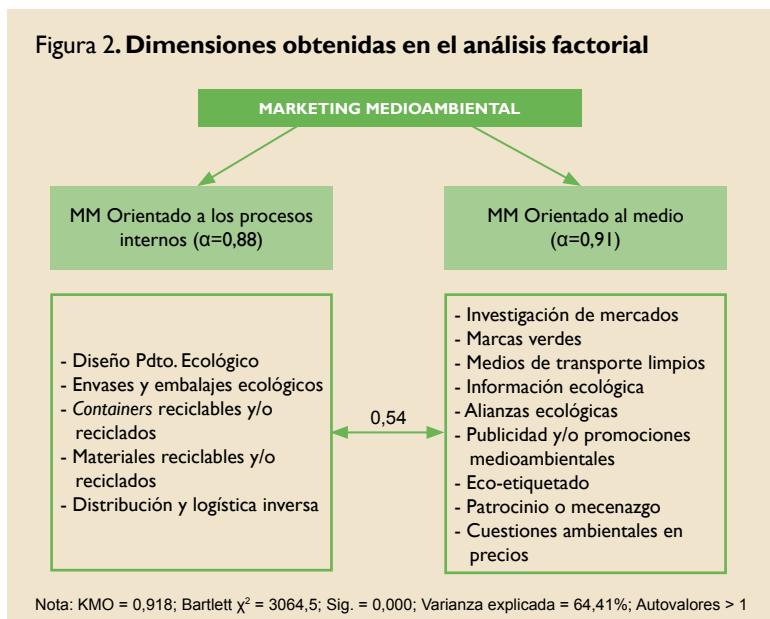 Figura 2. Dimensiones obtenidas en el análisis factorial
MARKETING MEDIOAMBIENTAL
MM Orientado a los procesos
internos (α=0,88)
MM Orientado al medio
(α=0,91)
- Diseño Pdto. Ecológico
- Envases y embalajes ecológicos
- Containers reciclables y/o
reciclados
- Materiales reciclables y/o
reciclados
- Distribución y logística inversa
0,54
- Investigación de mercados
- Marcas verdes
- Medios de transporte limpios
- Información ecológica
- Alianzas ecológicas
- Publicidad y/o promociones
medioambientales
- Eco-etiquetado
- Patrocinio o mecenazgo
- Cuestiones ambientales en
precios
Nota: KMO = 0,918; Bartlett χ² = 3064,5; Sig. = 0,000; Varianza explicada = 64,41%; Autovalores > 1